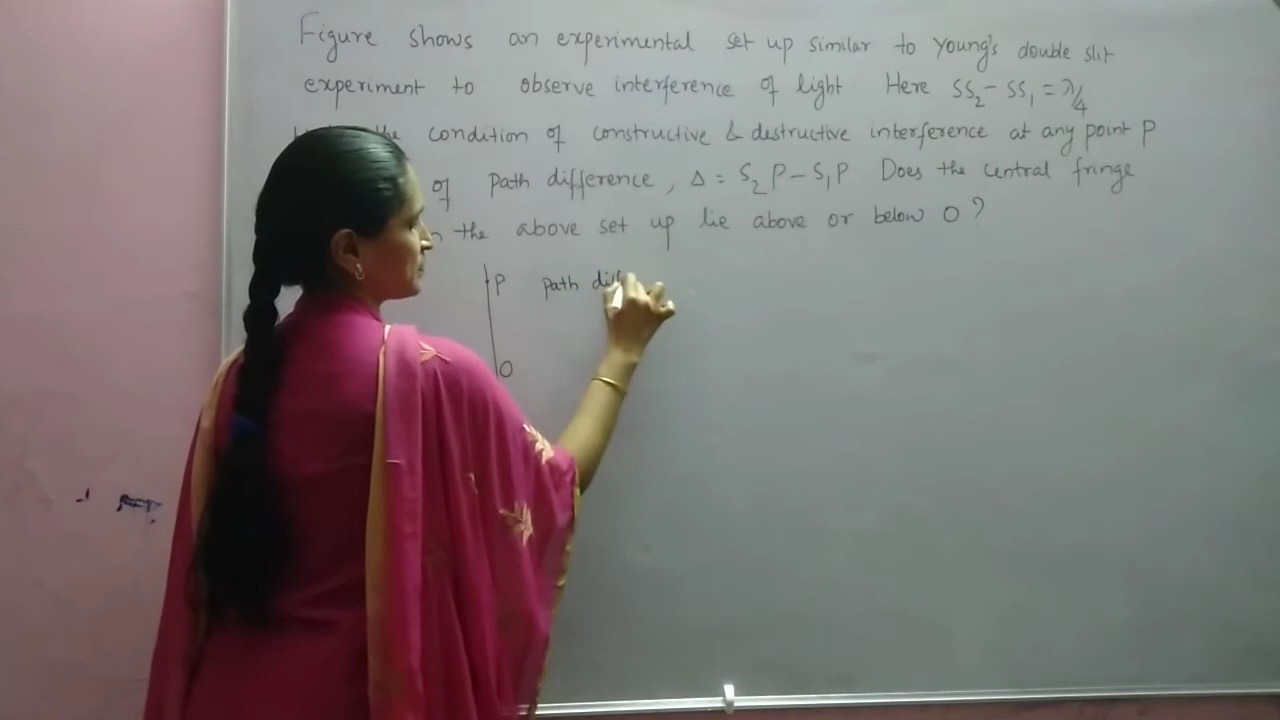 Figure shows an experimental set up similar to Young's double slit
experiment to observe interference of light Here SS₂ - SS₁ = λ/4
the condition of constructive & destructive interference at any point P
of path difference, Δ = S₂P - S₁P Does the central fringe
the above set up lie above or below O?
P path
O